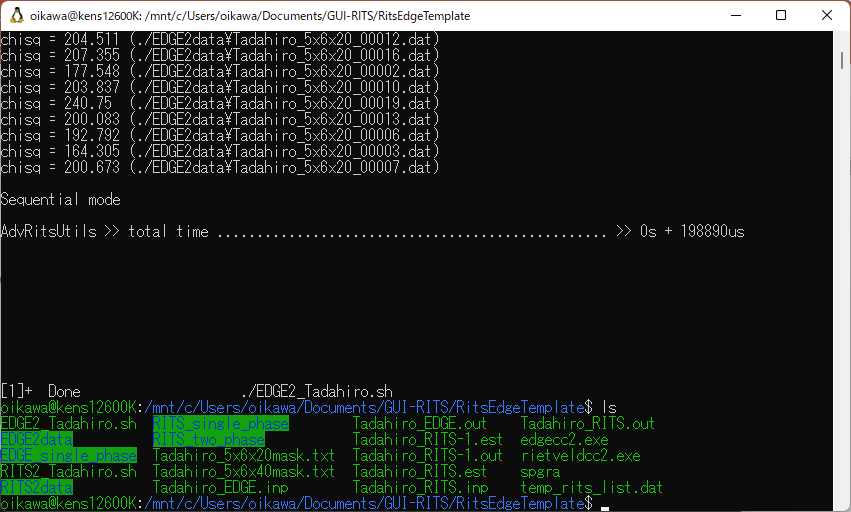 oikawa@kens12600K: /mnt/c/Users/oikawa/Documents/GUI-RITS/RitsEdgeTemplate
chisq = 204.511 (./EDGE2data¥Tadahiro_5x6x20_00012.dat)
chisq = 207.355 (./EDGE2data¥Tadahiro_5x6x20_00016.dat)
chisq = 177.548 (./EDGE2data¥Tadahiro_5x6x20_00002.dat)
chisq = 203.837 (./EDGE2data¥Tadahiro_5x6x20_00010.dat)
chisq = 240.75  (./EDGE2data¥Tadahiro_5x6x20_00019.dat)
chisq = 200.083 (./EDGE2data¥Tadahiro_5x6x20_00013.dat)
chisq = 192.792 (./EDGE2data¥Tadahiro_5x6x20_00006.dat)
chisq = 164.305 (./EDGE2data¥Tadahiro_5x6x20_00003.dat)
chisq = 200.673 (./EDGE2data¥Tadahiro_5x6x20_00007.dat)
Sequential mode
AdvRitsUtils >> total time ................................................. >> 0s + 198890us
[1]+  Done                    ./EDGE2_Tadahiro.sh
oikawa@kens12600K:/mnt/c/Users/oikawa/Documents/GUI-RITS/RitsEdgeTemplate$ ls
EDGE2_Tadahiro.sh  RITS_single_phase        Tadahiro_EDGE.out    Tadahiro_RITS.out
EDGE2data          RITS_two_phase           Tadahiro_RITS-1.est  edgecc2.exe
EDGE_single_phase  Tadahiro_5x6x20mask.txt  Tadahiro_RITS-1.out  rietveldcc2.exe
RITS2_Tadahiro.sh  Tadahiro_5x6x40mask.txt  Tadahiro_RITS.est    spgra
RITS2data          Tadahiro_EDGE.inp        Tadahiro_RITS.inp    temp_rits_list.dat
oikawa@kens12600K:/mnt/c/Users/oikawa/Documents/GUI-RITS/RitsEdgeTemplate$